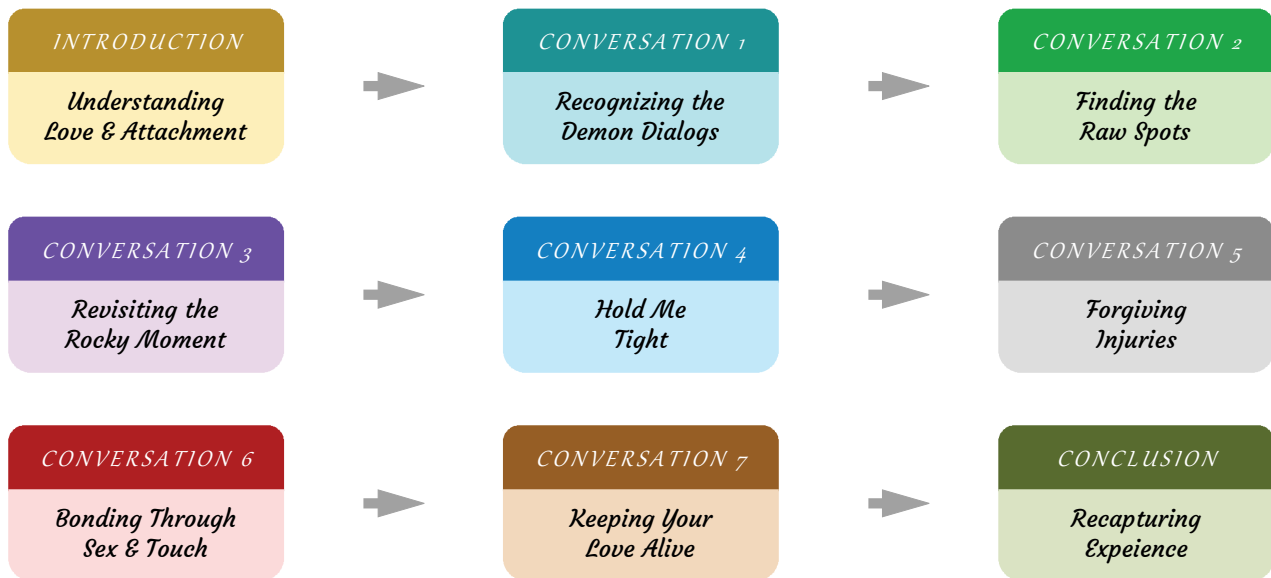 INTRODUCTION
Understanding
Love & Attachment
CONVERSATION 1
Recognizing the
Demon Dialogs
CONVERSATION 2
Finding the
Raw Spots
CONVERSATION 3
Revisiting the
Rocky Moment
CONVERSATION 4
Hold Me
Tight
CONVERSATION 5
Forgiving
Injuries
CONVERSATION 6
Bonding Through
Sex & Touch
CONVERSATION 7
Keeping Your
Love Alive
CONCLUSION
Recapturing
Expeience